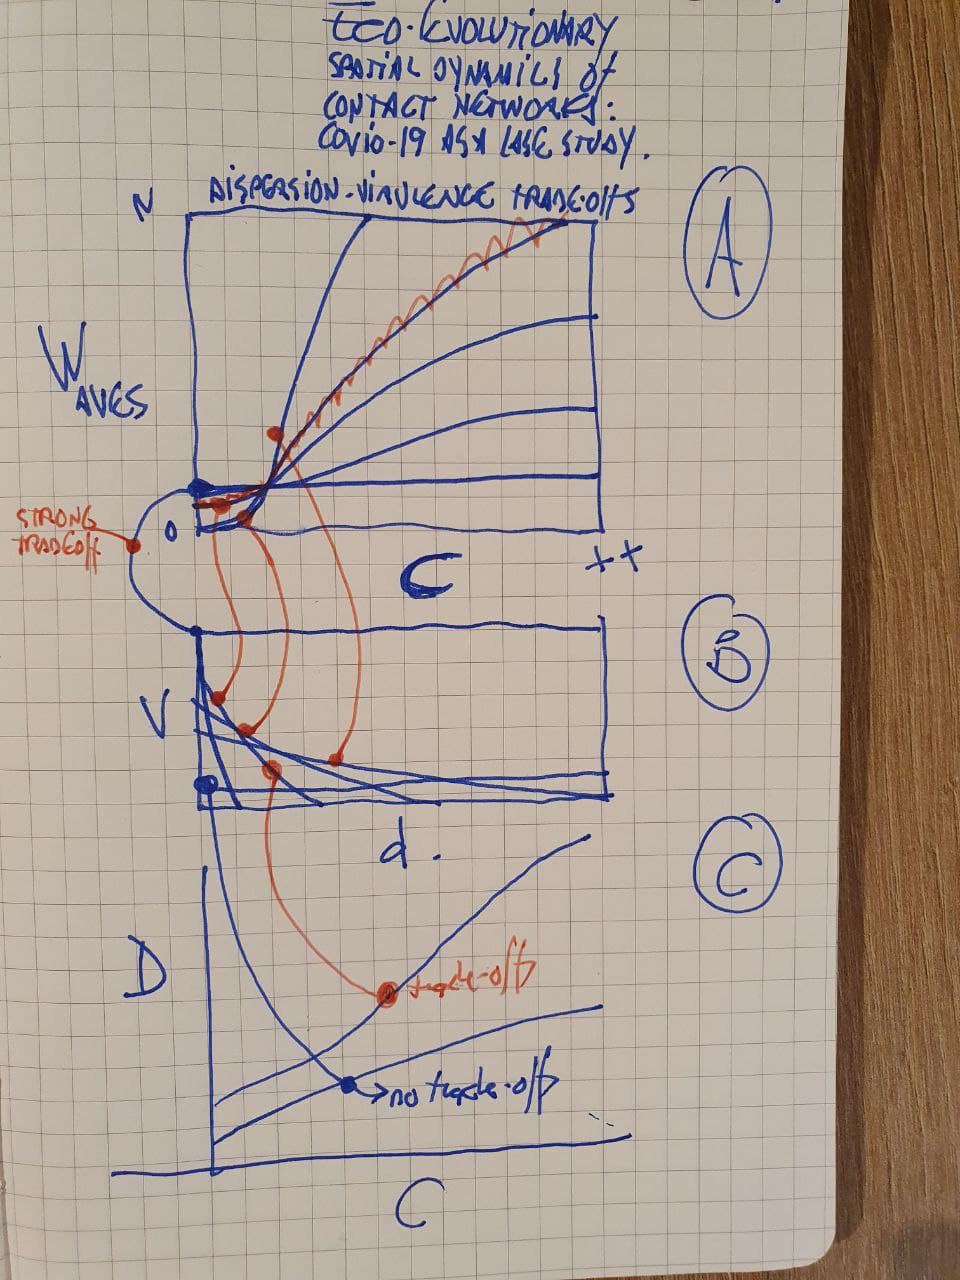 ECO-EVOLUTIONARY
SPATIAL DYNAMICS of
CONTACT NETWORKS:
COVID-19 AS A CASE STUDY.
DISPERSION-VIRULENCE TRADE-OffS
N
A
WAVES
STRONG
TRADEOff
0
C
++
B
V
d.
C
D
trade-off
no trade-off
C